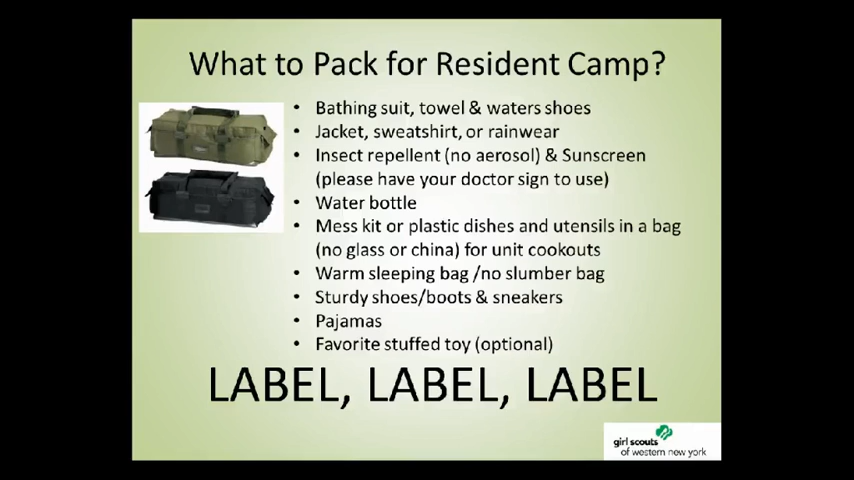 What to Pack for Resident Camp?
• Bathing suit, towel & waters shoes
• Jacket, sweatshirt, or rainwear
• Insect repellent (no aerosol) & Sunscreen
(please have your doctor sign to use)
• Water bottle
• Mess kit or plastic dishes and utensils in a bag
(no glass or china) for unit cookouts
• Warm sleeping bag /no slumber bag
• Sturdy shoes/boots & sneakers
• Pajamas
• Favorite stuffed toy (optional)
LABEL, LABEL, LABEL
girl scouts
of western new york